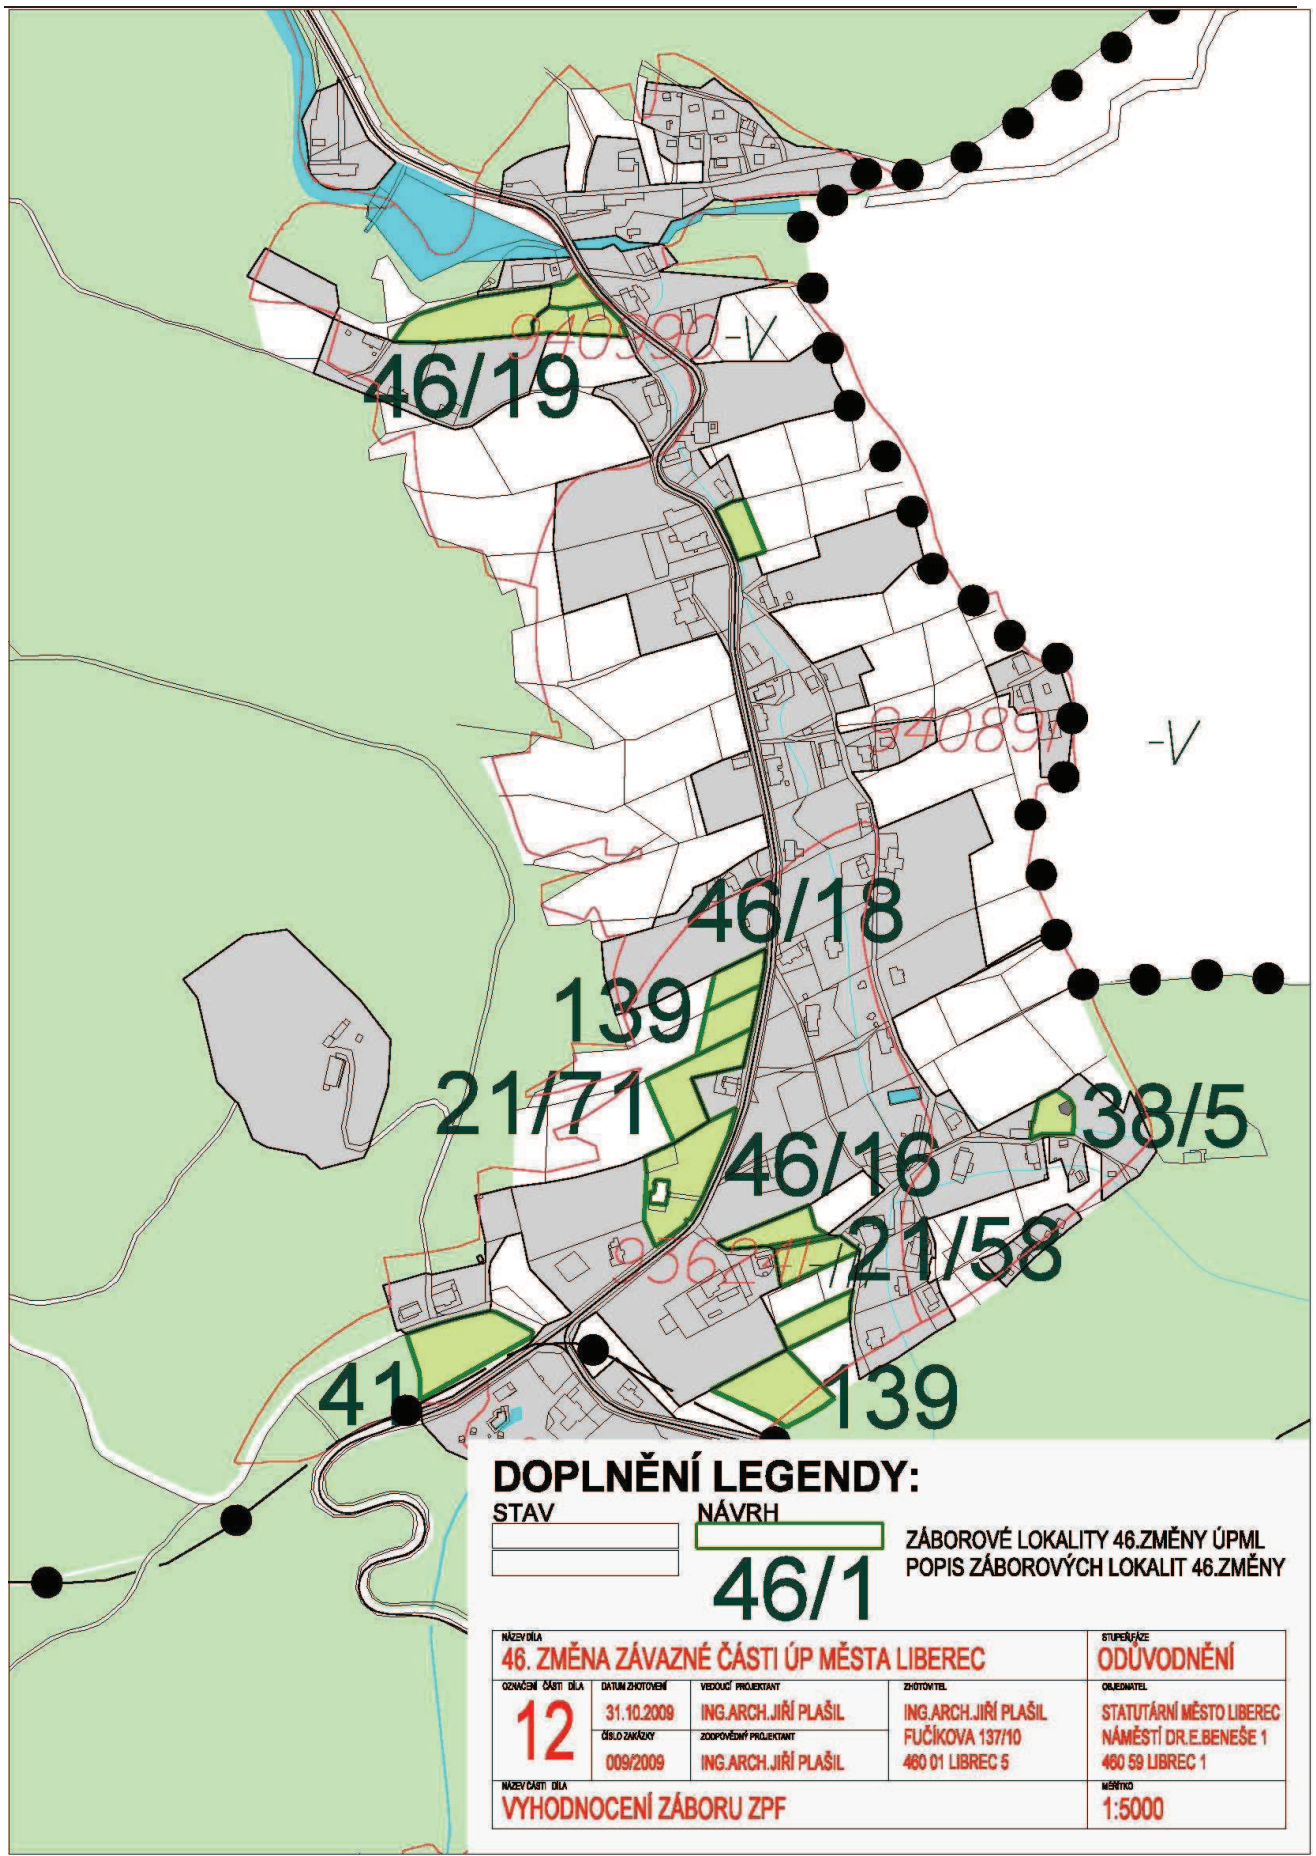 940990-V
46/19
94089
-V
46/18
139
21/71
38/5
46/16
21/58
95624
41
139
DOPLNĚNÍ LEGENDY:
STAV NÁVRH
ZÁBOROVÉ LOKALITY 46.ZMĚNY ÚPML
POPIS ZÁBOROVÝCH LOKALIT 46.ZMĚNY
46/1
NÁZEV DÍLA STUPEŇ/FÁZE
46. ZMĚNA ZÁVAZNÉ ČÁSTI ÚP MĚSTA LIBEREC ODŮVODNĚNÍ
OZNAČENÍ ČÁSTI DÍLA DATUM ZHOTOVENÍ VEDOUCÍ PROJEKTANT ZHOTOVITEL OBJEDNATEL
12 31.10.2009 ING.ARCH.JIŘÍ PLAŠIL ING.ARCH.JIŘÍ PLAŠIL STATUTÁRNÍ MĚSTO LIBEREC
ČÍSLO ZAKÁZKY ZODPOVĚDNÝ PROJEKTANT FUČÍKOVA 137/10 NÁMĚSTÍ DR.E.BENEŠE 1
009/2009 ING.ARCH.JIŘÍ PLAŠIL 460 01 LIBREC 5 460 59 LIBREC 1
NÁZEV ČÁSTI DÍLA MĚŘÍTKO
VYHODNOCENÍ ZÁBORU ZPF 1:5000